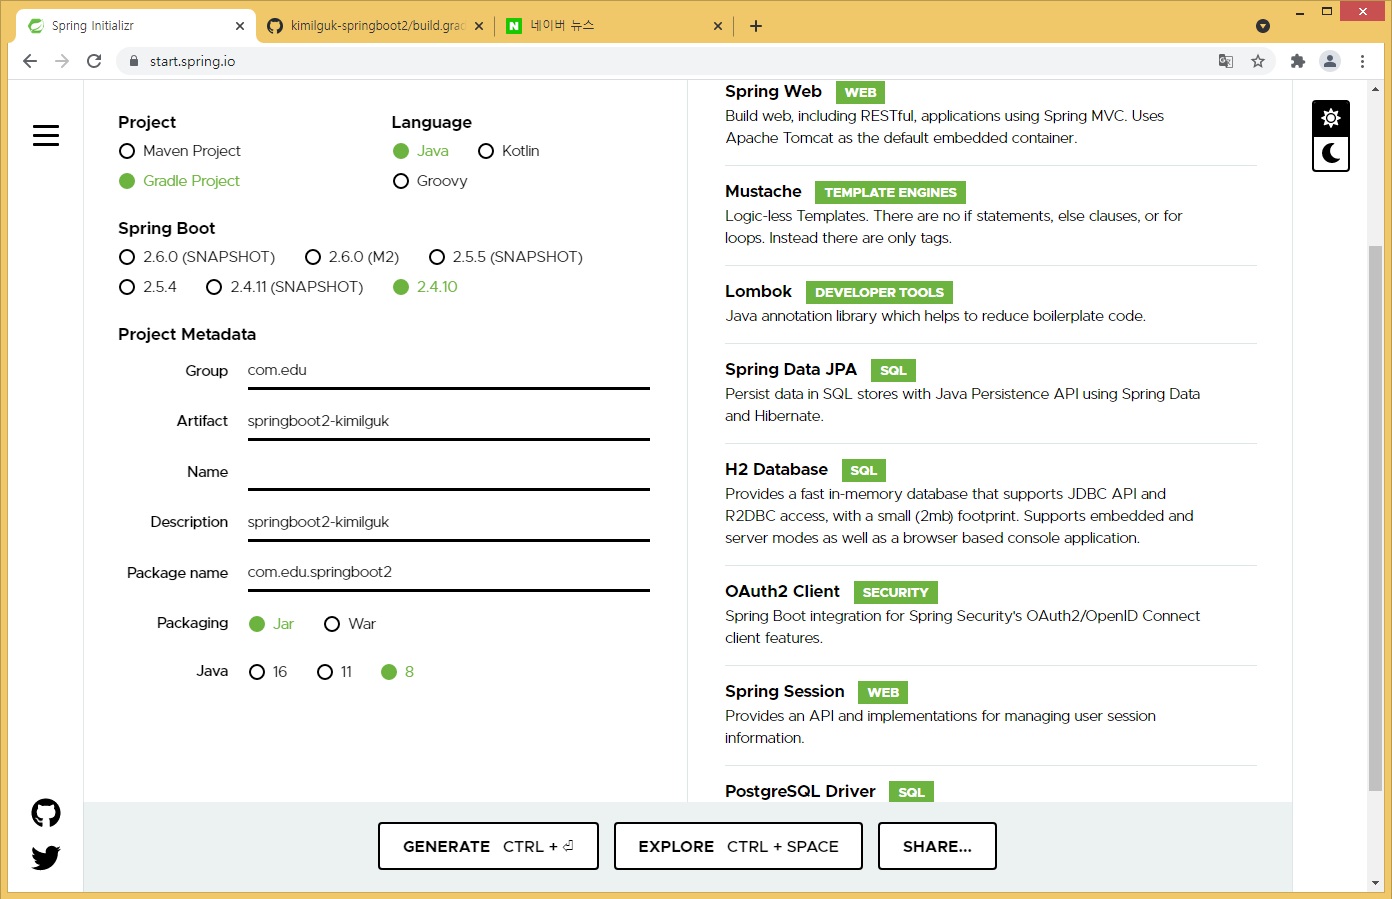 Spring Initializr
kimilguk-springboot2/build.grad
네이버 뉴스
start.spring.io
Project
Maven Project
Gradle Project
Language
Java
Kotlin
Groovy
Spring Boot
2.6.0 (SNAPSHOT)
2.6.0 (M2)
2.5.5 (SNAPSHOT)
2.5.4
2.4.11 (SNAPSHOT)
2.4.10
Project Metadata
Group com.edu
Artifact springboot2-kimilguk
Name
Description springboot2-kimilguk
Package name com.edu.springboot2
Packaging Jar War
Java 16 11 8
Spring Web WEB
Build web, including RESTful, applications using Spring MVC. Uses
Apache Tomcat as the default embedded container.
Mustache TEMPLATE ENGINES
Logic-less Templates. There are no if statements, else clauses, or for
loops. Instead there are only tags.
Lombok DEVELOPER TOOLS
Java annotation library which helps to reduce boilerplate code.
Spring Data JPA SQL
Persist data in SQL stores with Java Persistence API using Spring Data
and Hibernate.
H2 Database SQL
Provides a fast in-memory database that supports JDBC API and
R2DBC access, with a small (2mb) footprint. Supports embedded and
server modes as well as a browser based console application.
OAuth2 Client SECURITY
Spring Boot integration for Spring Security's OAuth2/OpenID Connect
client features.
Spring Session WEB
Provides an API and implementations for managing user session
information.
PostgreSQL Driver SQL
GENERATE CTRL + ⏎
EXPLORE CTRL + SPACE
SHARE...